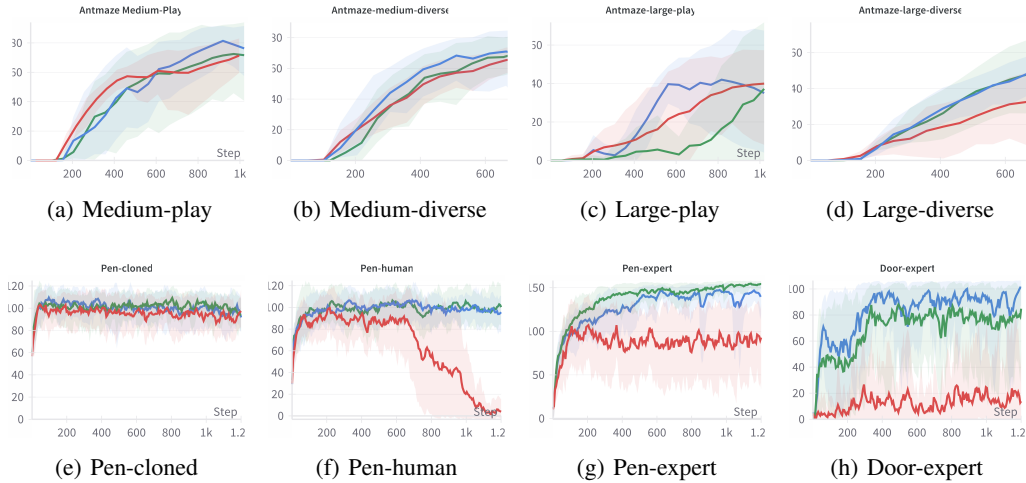 Antmaze Medium-Play
80
60
40
20
0
200
400
600
800
1k
Step
(a) Medium-play
Antmaze-medium-diverse
80
60
40
20
0
200
400
600
(b) Medium-diverse
Antmaze-large-play
60
40
20
0
200
400
600
800
1k
Step
(c) Large-play
Antmaze-large-diverse
60
40
20
0
200
400
600
(d) Large-diverse
Pen-cloned
120
100
80
60
40
20
0
200
400
600
800
1k
1.2
Step
(e) Pen-cloned
Pen-human
120
100
80
60
40
20
0
200
400
600
800
1k
1.2
Step
(f) Pen-human
Pen-expert
150
100
50
0
200
400
600
800
1k
1.2
Step
(g) Pen-expert
Door-expert
100
80
60
40
20
0
200
400
600
800
1k
1.2
Step
(h) Door-expert